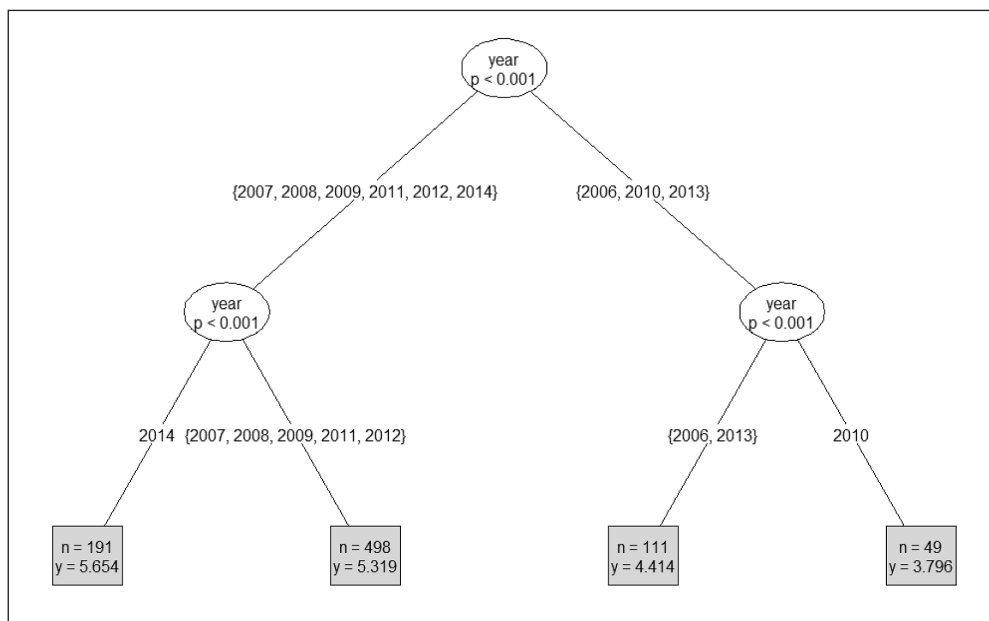 year
p < 0.001
{2007, 2008, 2009, 2011, 2012, 2014}
{2006, 2010, 2013}
year
p < 0.001
year
p < 0.001
2014
{2007, 2008, 2009, 2011, 2012}
{2006, 2013}
2010
n = 191
y = 5.654
n = 498
y = 5.319
n = 111
y = 4.414
n = 49
y = 3.796